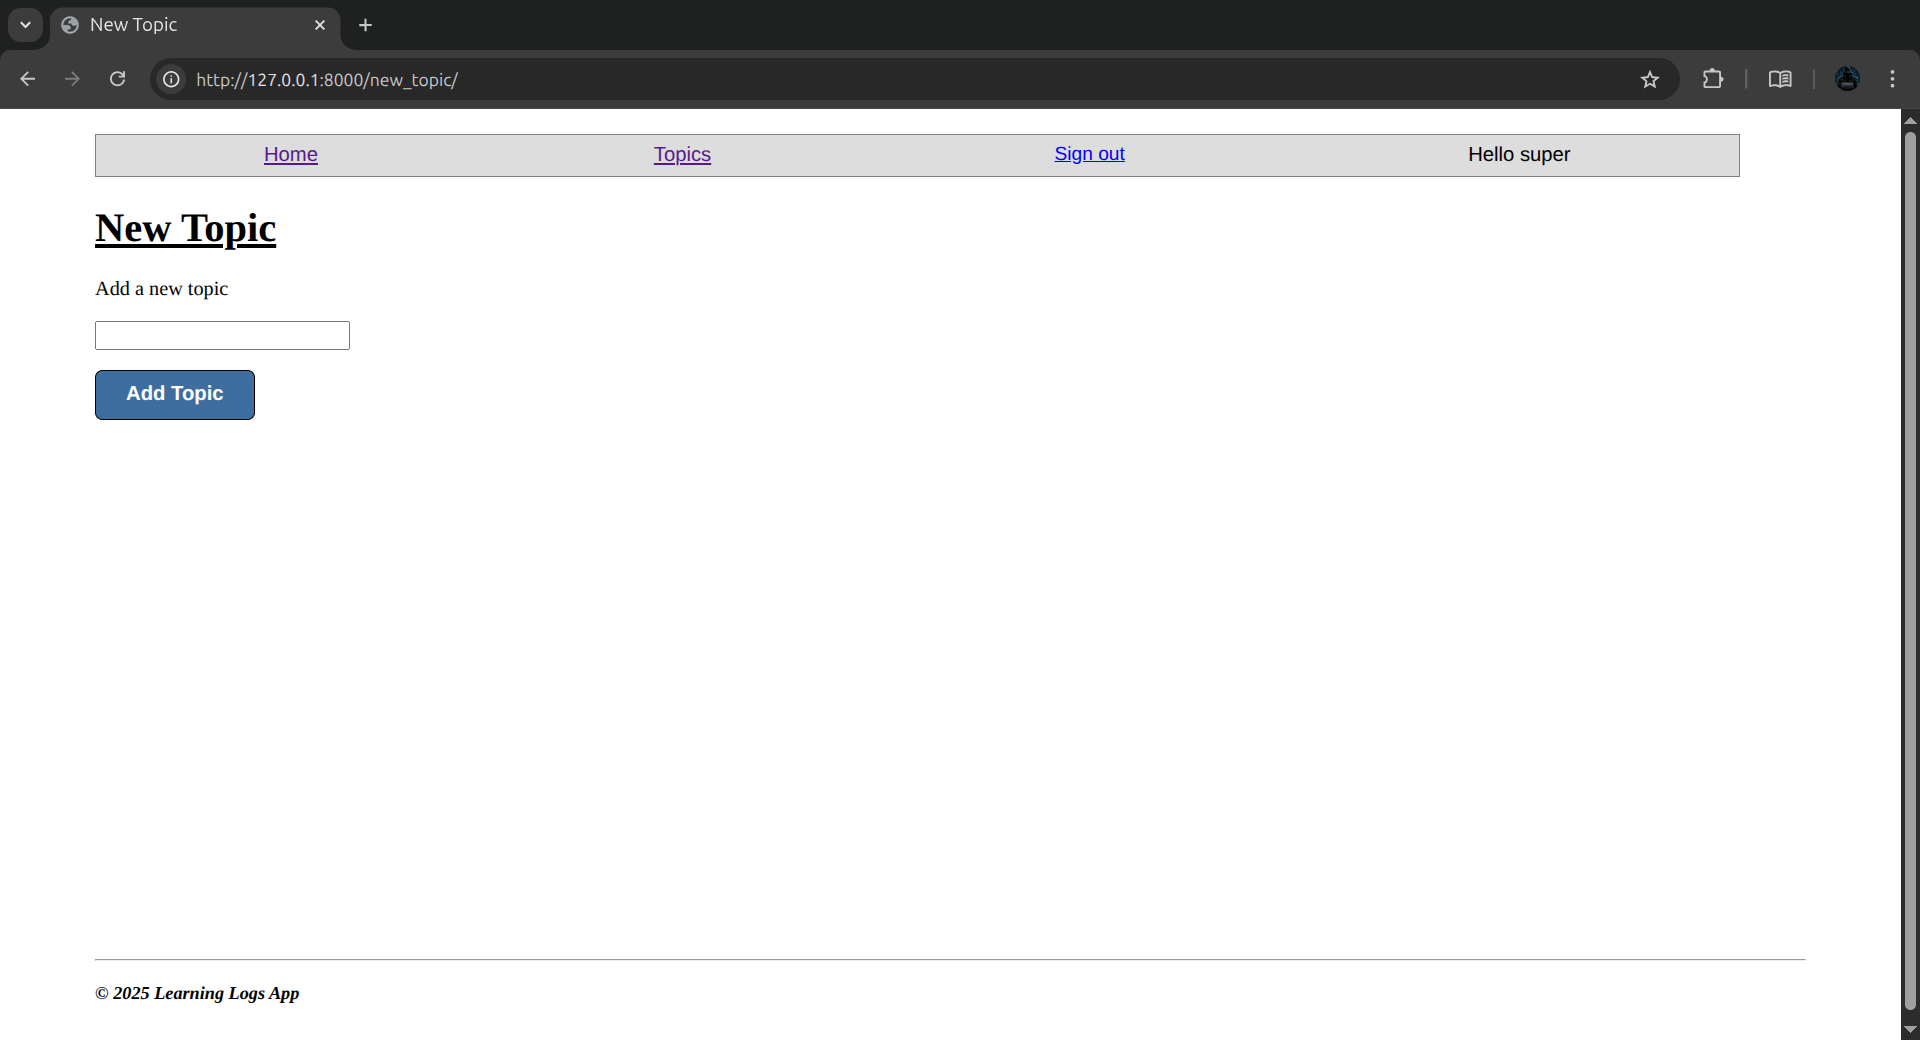 New Topic
http://127.0.0.1:8000/new_topic/
Home Topics Sign out Hello super
New Topic
Add a new topic
Add Topic
© 2025 Learning Logs App